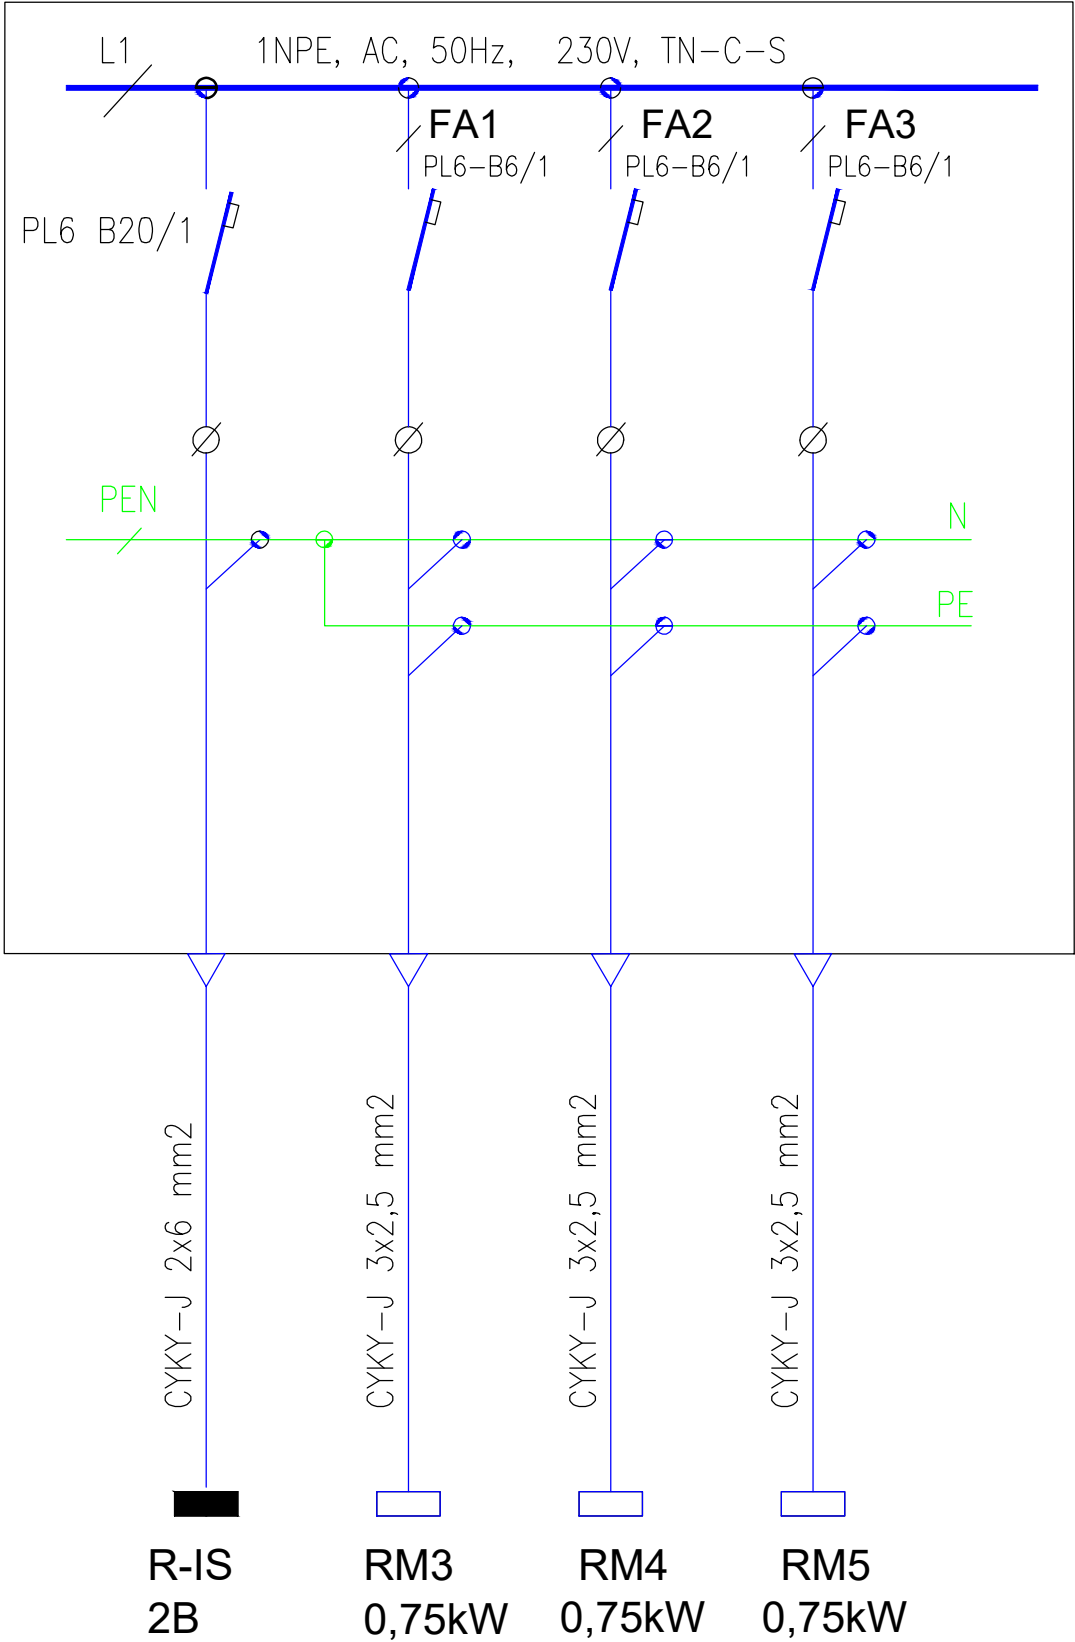 L1 1NPE, AC, 50Hz, 230V, TN-C-S
FA1 FA2 FA3
PL6-B6/1 PL6-B6/1 PL6-B6/1
PL6 B20/1
PEN N
PE
CYKY-J 2x6 mm2
CYKY-J 3x2,5 mm2
CYKY-J 3x2,5 mm2
CYKY-J 3x2,5 mm2
R-IS RM3 RM4 RM5
2B 0,75kW 0,75kW 0,75kW